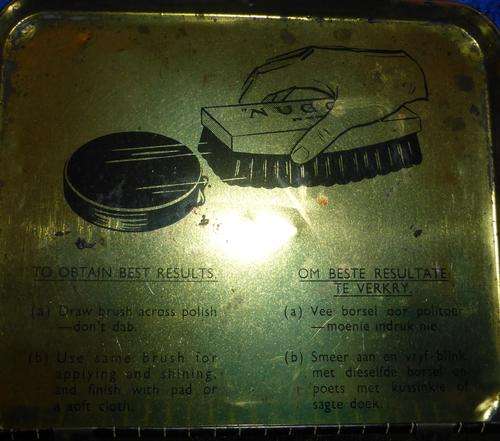 "NUGGET"
TO OBTAIN BEST RESULTS.
(a) Draw brush across polish
—don't dab.
(b) Use same brush for
applying and shining,
and finish with pad or
a soft cloth.
OM BESTE RESULTATE
TE VERKRY.
(a) Vee borsel oor politoer
—moenie indruk nie.
(b) Smeer aan en vryf blink
met dieselfde borsel en
poets met kussinkie of
sagte doek.